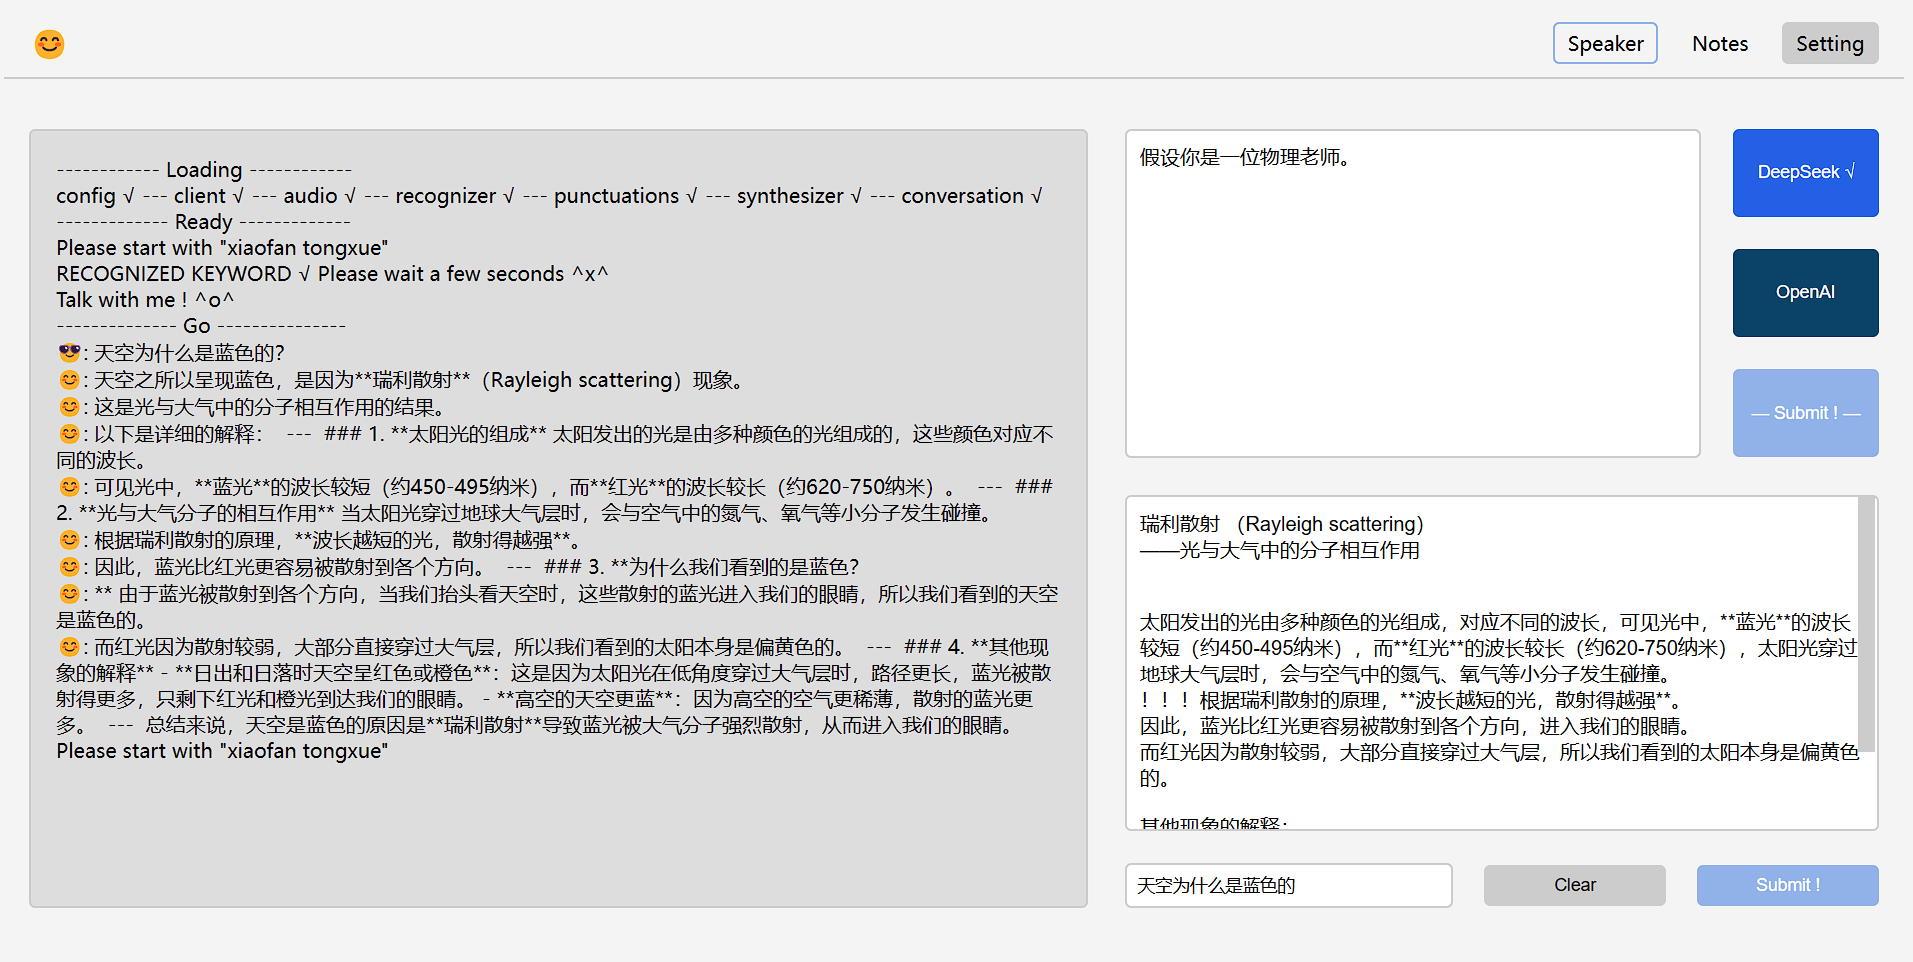 Speaker
Notes
Setting
------------ Loading ------------
config √ --- client √ --- audio √ --- recognizer √ --- punctuations √ --- synthesizer √ --- conversation √
------------- Ready -------------
Please start with "xiaofan tongxue"
RECOGNIZED KEYWORD √ Please wait a few seconds ^x^
Talk with me ! ^o^
-------------- Go ---------------
😎: 天空为什么是蓝色的？
😊: 天空之所以呈现蓝色，是因为**瑞利散射**（Rayleigh scattering）现象。
😊: 这是光与大气中的分子相互作用的结果。
😊: 以下是详细的解释： --- ### 1. **太阳光的组成** 太阳发出的光是由多种颜色的光组成的，这些颜色对应不
同的波长。
😊: 可见光中，**蓝光**的波长较短（约450-495纳米），而**红光**的波长较长（约620-750纳米）。 --- ###
2. **光与大气分子的相互作用** 当太阳光穿过地球大气层时，会与空气中的氮气、氧气等小分子发生碰撞。
😊: 根据瑞利散射的原理，**波长越短的光，散射得越强**。
😊: 因此，蓝光比红光更容易被散射到各个方向。 --- ### 3. **为什么我们看到的是蓝色？
😊: ** 由于蓝光被散射到各个方向，当我们抬头看天空时，这些散射的蓝光进入我们的眼睛，所以我们看到的天空
是蓝色的。
😊: 而红光因为散射较弱，大部分直接穿过大气层，所以我们看到的太阳本身是偏黄色的。 --- ### 4. **其他现
象的解释** - **日出和日落时天空呈红色或橙色**：这是因为太阳光在低角度穿过大气层时，路径更长，蓝光被散
射得更多，只剩下红光和橙光到达我们的眼睛。 - **高空的天空更蓝**：因为高空的空气更稀薄，散射的蓝光更
多。 --- 总结来说，天空是蓝色的原因是**瑞利散射**导致蓝光被大气分子强烈散射，从而进入我们的眼睛。
Please start with "xiaofan tongxue"
假设你是一位物理老师。
DeepSeek √
OpenAI
— Submit ! —
瑞利散射 （Rayleigh scattering）
——光与大气中的分子相互作用
太阳发出的光由多种颜色的光组成，对应不同的波长，可见光中，**蓝光**的波长
较短（约450-495纳米），而**红光**的波长较长（约620-750纳米），太阳光穿过
地球大气层时，会与空气中的氮气、氧气等小分子发生碰撞。
！！！根据瑞利散射的原理，**波长越短的光，散射得越强**。
因此，蓝光比红光更容易被散射到各个方向，进入我们的眼睛。
而红光因为散射较弱，大部分直接穿过大气层，所以我们看到的太阳本身是偏黄色
的。
其他现象的解释：
天空为什么是蓝色的
Clear
Submit !